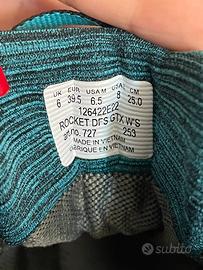 UK EUR USAM USAW CM
6 39.5 6.5 8 25.0
126422E22
ROCKET DFS GTX W'S
art.no. 727 253
MADE IN VIETNAM
FABRIQUE EN VIETNAM
subito